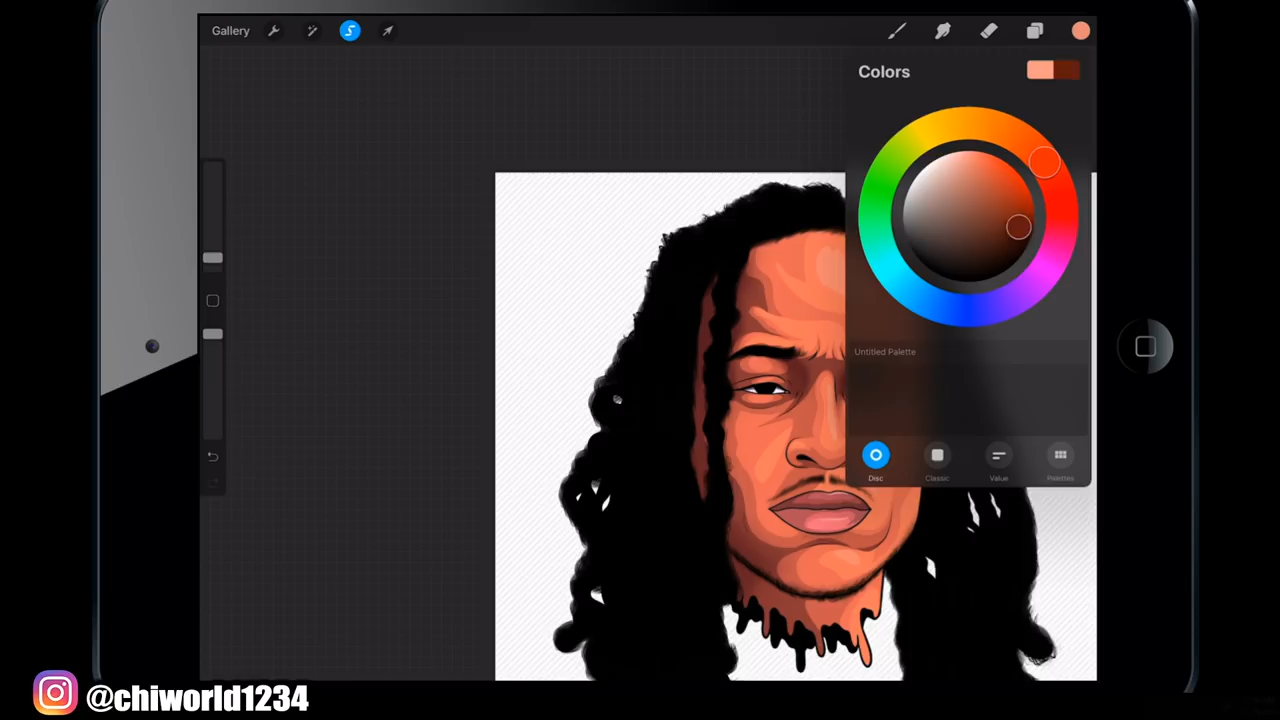 Gallery
Colors
Untitled Palette
Disc
Classic
Value
Palettes
@chiworld1234